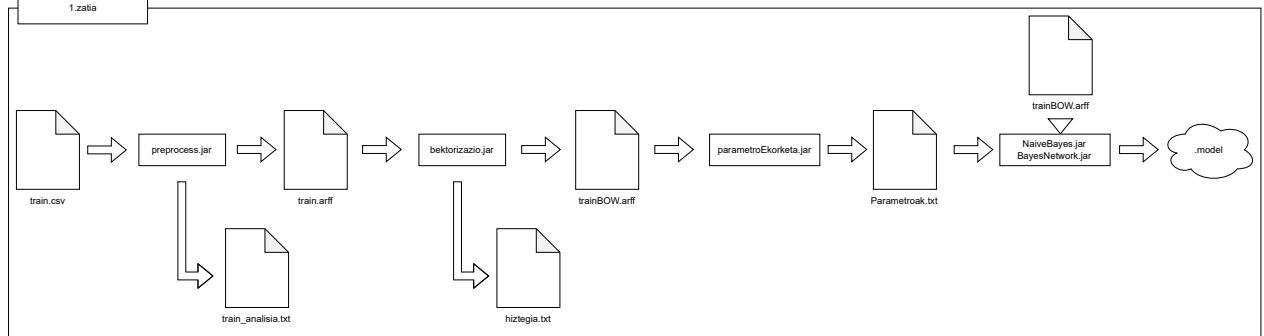 1.zatia
trainBOW.arff
train.csv
preprocess.jar
train.arff
bektorizazio.jar
trainBOW.arff
parametroEkorketa.jar
Parametroak.txt
NaiveBayes.jar
BayesNetwork.jar
.model
train_analisia.txt
hiztegia.txt